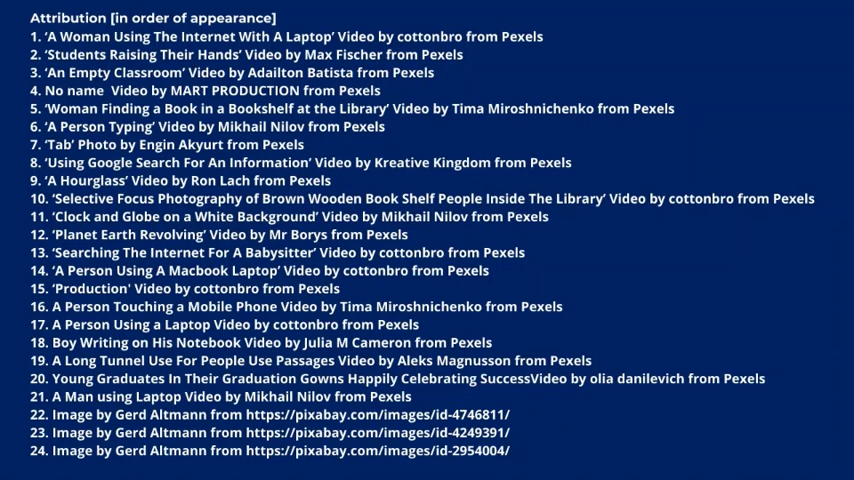 Attribution [in order of appearance]
1. ‘A Woman Using The Internet With A Laptop’ Video by cottonbro from Pexels
2. ‘Students Raising Their Hands’ Video by Max Fischer from Pexels
3. ‘An Empty Classroom’ Video by Adailton Batista from Pexels
4. No name  Video by MART PRODUCTION from Pexels
5. ‘Woman Finding a Book in a Bookshelf at the Library’ Video by Tima Miroshnichenko from Pexels
6. ‘A Person Typing’ Video by Mikhail Nilov from Pexels
7. ‘Tab’ Photo by Engin Akyurt from Pexels
8. ‘Using Google Search For An Information’ Video by Kreative Kingdom from Pexels
9. ‘A Hourglass’ Video by Ron Lach from Pexels
10. ‘Selective Focus Photography of Brown Wooden Book Shelf People Inside The Library’ Video by cottonbro from Pexels
11. ‘Clock and Globe on a White Background’ Video by Mikhail Nilov from Pexels
12. ‘Planet Earth Revolving’ Video by Mr Borys from Pexels
13. ‘Searching The Internet For A Babysitter’ Video by cottonbro from Pexels
14. ‘A Person Using A Macbook Laptop’ Video by cottonbro from Pexels
15. ‘Production' Video by cottonbro from Pexels
16. A Person Touching a Mobile Phone Video by Tima Miroshnichenko from Pexels
17. A Person Using a Laptop Video by cottonbro from Pexels
18. Boy Writing on His Notebook Video by Julia M Cameron from Pexels
19. A Long Tunnel Use For People Use Passages Video by Aleks Magnusson from Pexels
20. Young Graduates In Their Graduation Gowns Happily Celebrating SuccessVideo by olia danilevich from Pexels
21. A Man using Laptop Video by Mikhail Nilov from Pexels
22. Image by Gerd Altmann from https://pixabay.com/images/id-4746811/
23. Image by Gerd Altmann from https://pixabay.com/images/id-4249391/
24. Image by Gerd Altmann from https://pixabay.com/images/id-2954004/